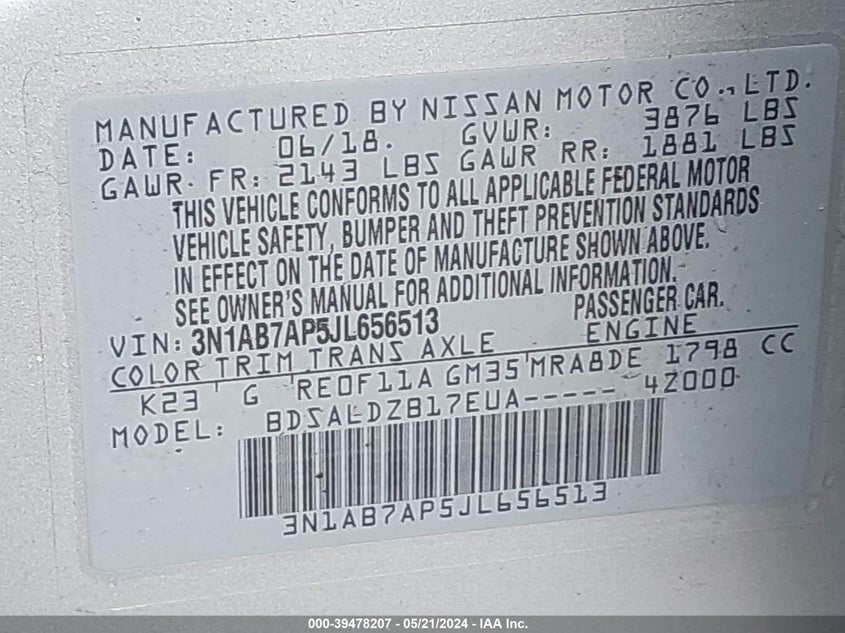 MANUFACTURED BY NISSAN MOTOR CO., LTD.
DATE: 06/18. GVWR: 3876 LBS
GAWR FR: 2143 LBS GAWR RR: 1881 LBS
THIS VEHICLE CONFORMS TO ALL APPLICABLE FEDERAL MOTOR
VEHICLE SAFETY, BUMPER AND THEFT PREVENTION STANDARDS
IN EFFECT ON THE DATE OF MANUFACTURE SHOWN ABOVE.
SEE OWNER'S MANUAL FOR ADDITIONAL INFORMATION.
VIN: 3N1AB7AP5JL656513 PASSENGER CAR.
COLOR TRIM TRANS AXLE ENGINE
K23 G RE0F11A GM35 MRA8DE 1798 CC
MODEL: BDSALDZB17EUA----- 4Z000
3N1AB7AP5JL656513
000-39478207 - 05/21/2024 - IAA Inc.